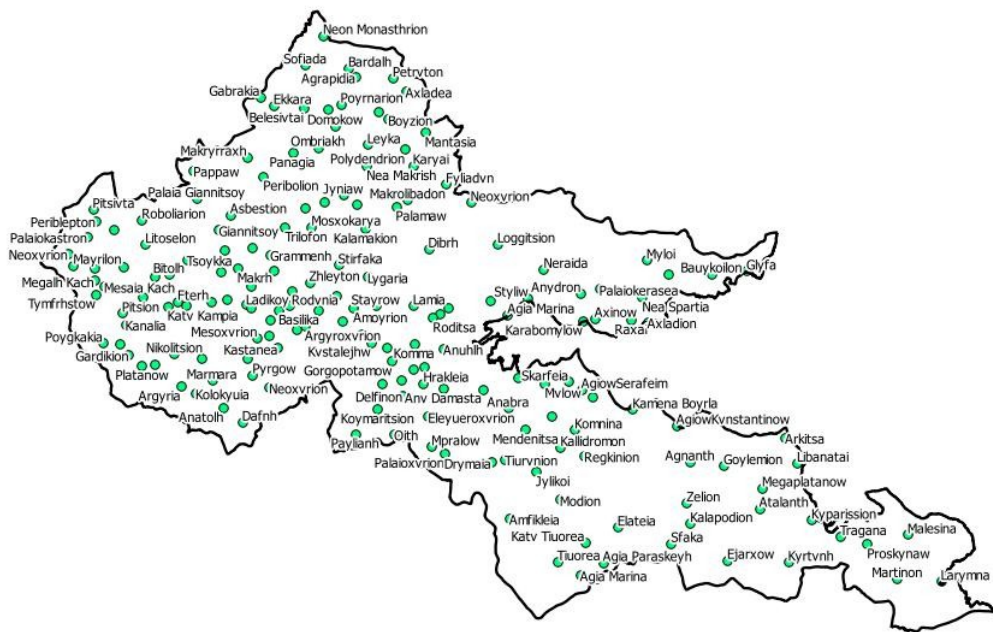 Neon Monasthrion
Sofiada
Bardalh
Agrapidia
Petrvton
Gabrakia
Ekkara
Poyrnarion
Axladea
Belesivtai
Domokow
Boyzion
Mantasia
Ombriakh
Leyka
Makryrraxh
Panagia
Polydendrion
Karyai
Pappaw
Nea Makrish
Peribolion
Fyliadvn
Palaia Giannitsoy
Jyniaw
Makrolibadon
Neoxvrion
Pitsivta
Asbestion
Palamaw
Periblepton
Roboliarion
Mosxokarya
Giannitsoy
Trilofon
Kalamakion
Palaiokastron
Litoselon
Dibrh
Loggitsion
Neoxvrion
Mayrilon
Tsoykka
Grammenh
Stirfaka
Myloi
Bitolh
Neraida
Bauykoilon
Glyfa
Megalh Kach
Mesaia Kach
Makrh
Zhleyton
Lygaria
Anydron
Palaiokerasea
Tymfrhstow
Fterh
Styliw
Pitsion
Katv Kampia
Ladikoy
Rodvnia
Stayrow
Lamia
Agia Marina
Nea Spartia
Amoyrion
Axinow
Kanalia
Basilika
Roditsa
Karabomylow
Raxai
Axladion
Mesoxvrion
Argyroxvrion
Poygkakia
Nikolitsion
Kvstalejhw
Anuhlh
Gardikion
Kastanea
Komma
Platanow
Pyrgow
Gorgopotamow
Skarfeia
Marmara
Hrakleia
AgiowSerafeim
Argyria
Kolokyuia
Neoxvrion
Delfinon
Anv Damasta
Mvlow
Anabra
Kamena Boyrla
Anatolh
Dafnh
Koymaritsion
Eleyueroxvrion
AgiowKvnstantinow
Paylianh
Oith
Mpralow
Mendenitsa
Komnina
Kallidromon
Arkitsa
Palaioxvrion
Drymaia
Tiurvnion
Regkinion
Agnanth
Goylemion
Libanatai
Jylikoi
Megaplatanow
Modion
Zelion
Atalanth
Amfikleia
Elateia
Kalapodion
Kyparission
Katv Tiuorea
Sfaka
Tragana
Malesina
Tiuorea
Agia Paraskeyh
Ejarxow
Kyrtvnh
Proskynaw
Agia Marina
Martinon
Larymna